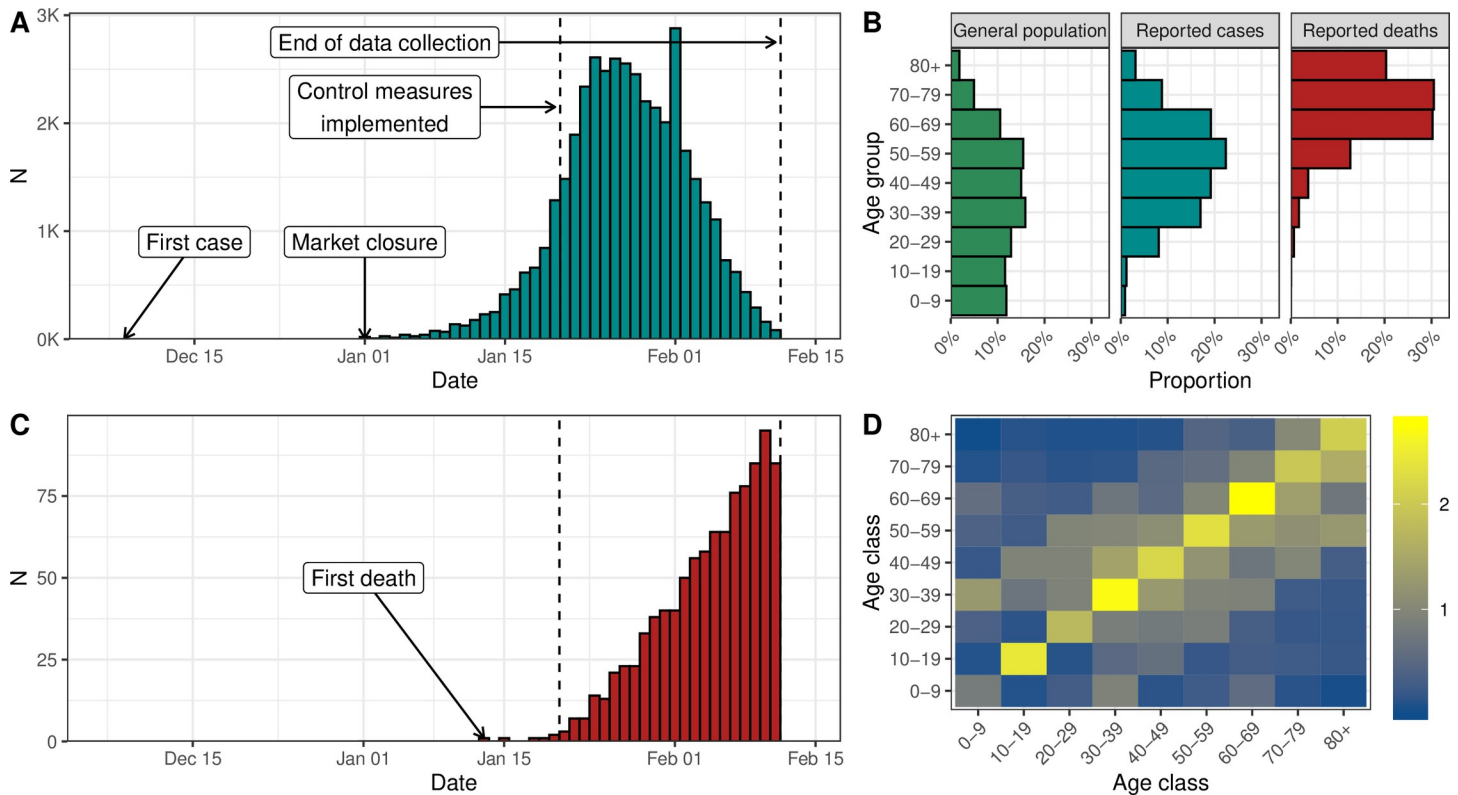 A
3K
2K
1K
0K
N
End of data collection
Control measures
implemented
First case
Market closure
Dec 15
Jan 01
Jan 15
Feb 01
Feb 15
Date
B
General population
Reported cases
Reported deaths
80+
70−79
60−69
50−59
40−49
30−39
20−29
10−19
0−9
Age group
0%
10%
20%
30%
0%
10%
20%
30%
0%
10%
20%
30%
Proportion
C
75
50
25
0
N
First death
Dec 15
Jan 01
Jan 15
Feb 01
Feb 15
Date
D
80+
70−79
60−69
50−59
40−49
30−39
20−29
10−19
0−9
Age class
0−9
10−19
20−29
30−39
40−49
50−59
60−69
70−79
80+
Age class
2
1